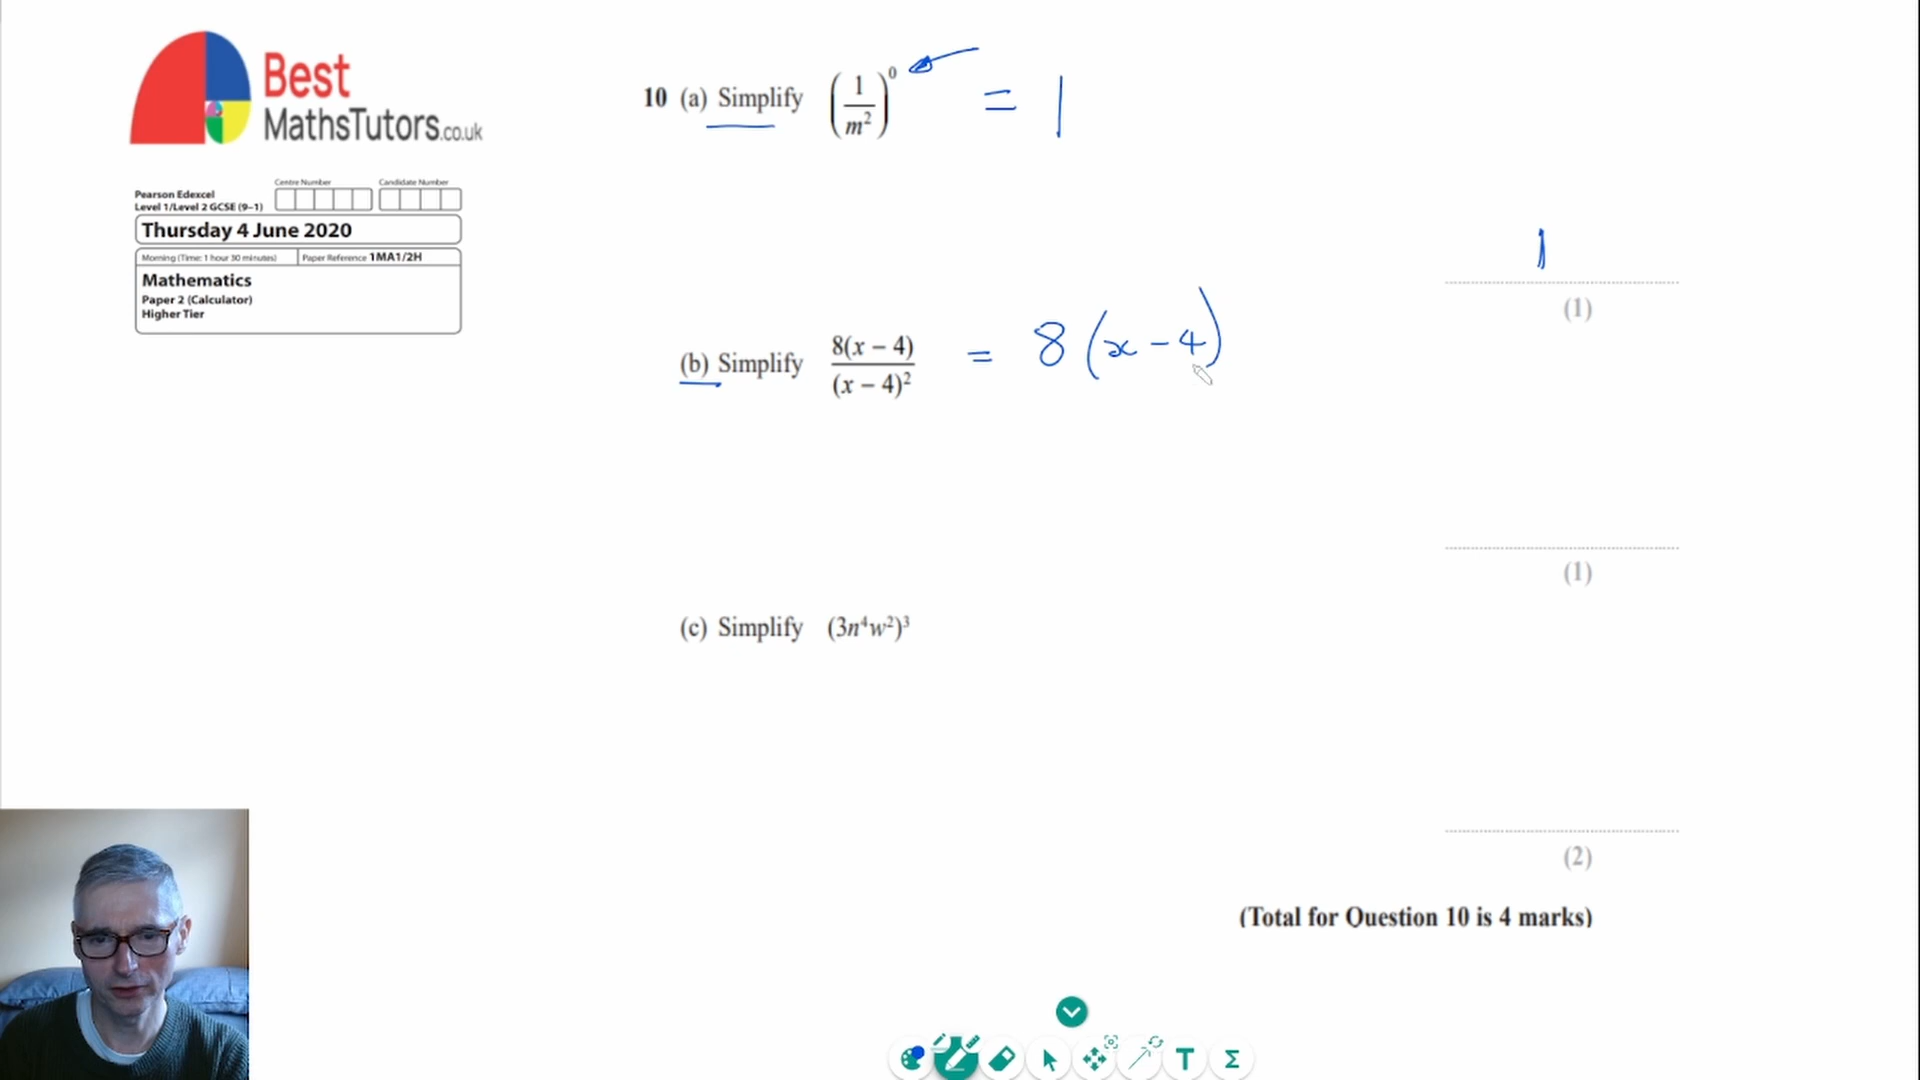 Best
MathsTutors.co.uk
Centre Number Candidate Number
Pearson Edexcel
Level 1/Level 2 GCSE (9–1)
Thursday 4 June 2020
Morning (Time: 1 hour 30 minutes) Paper Reference 1MA1/2H
Mathematics
Paper 2 (Calculator)
Higher Tier
10 (a) Simplify (1/m²)⁰ = 1
1
(1)
(b) Simplify 8(x – 4)/(x – 4)² = 8(x – 4)
(1)
(c) Simplify (3n⁴w²)³
(2)
(Total for Question 10 is 4 marks)
T Σ